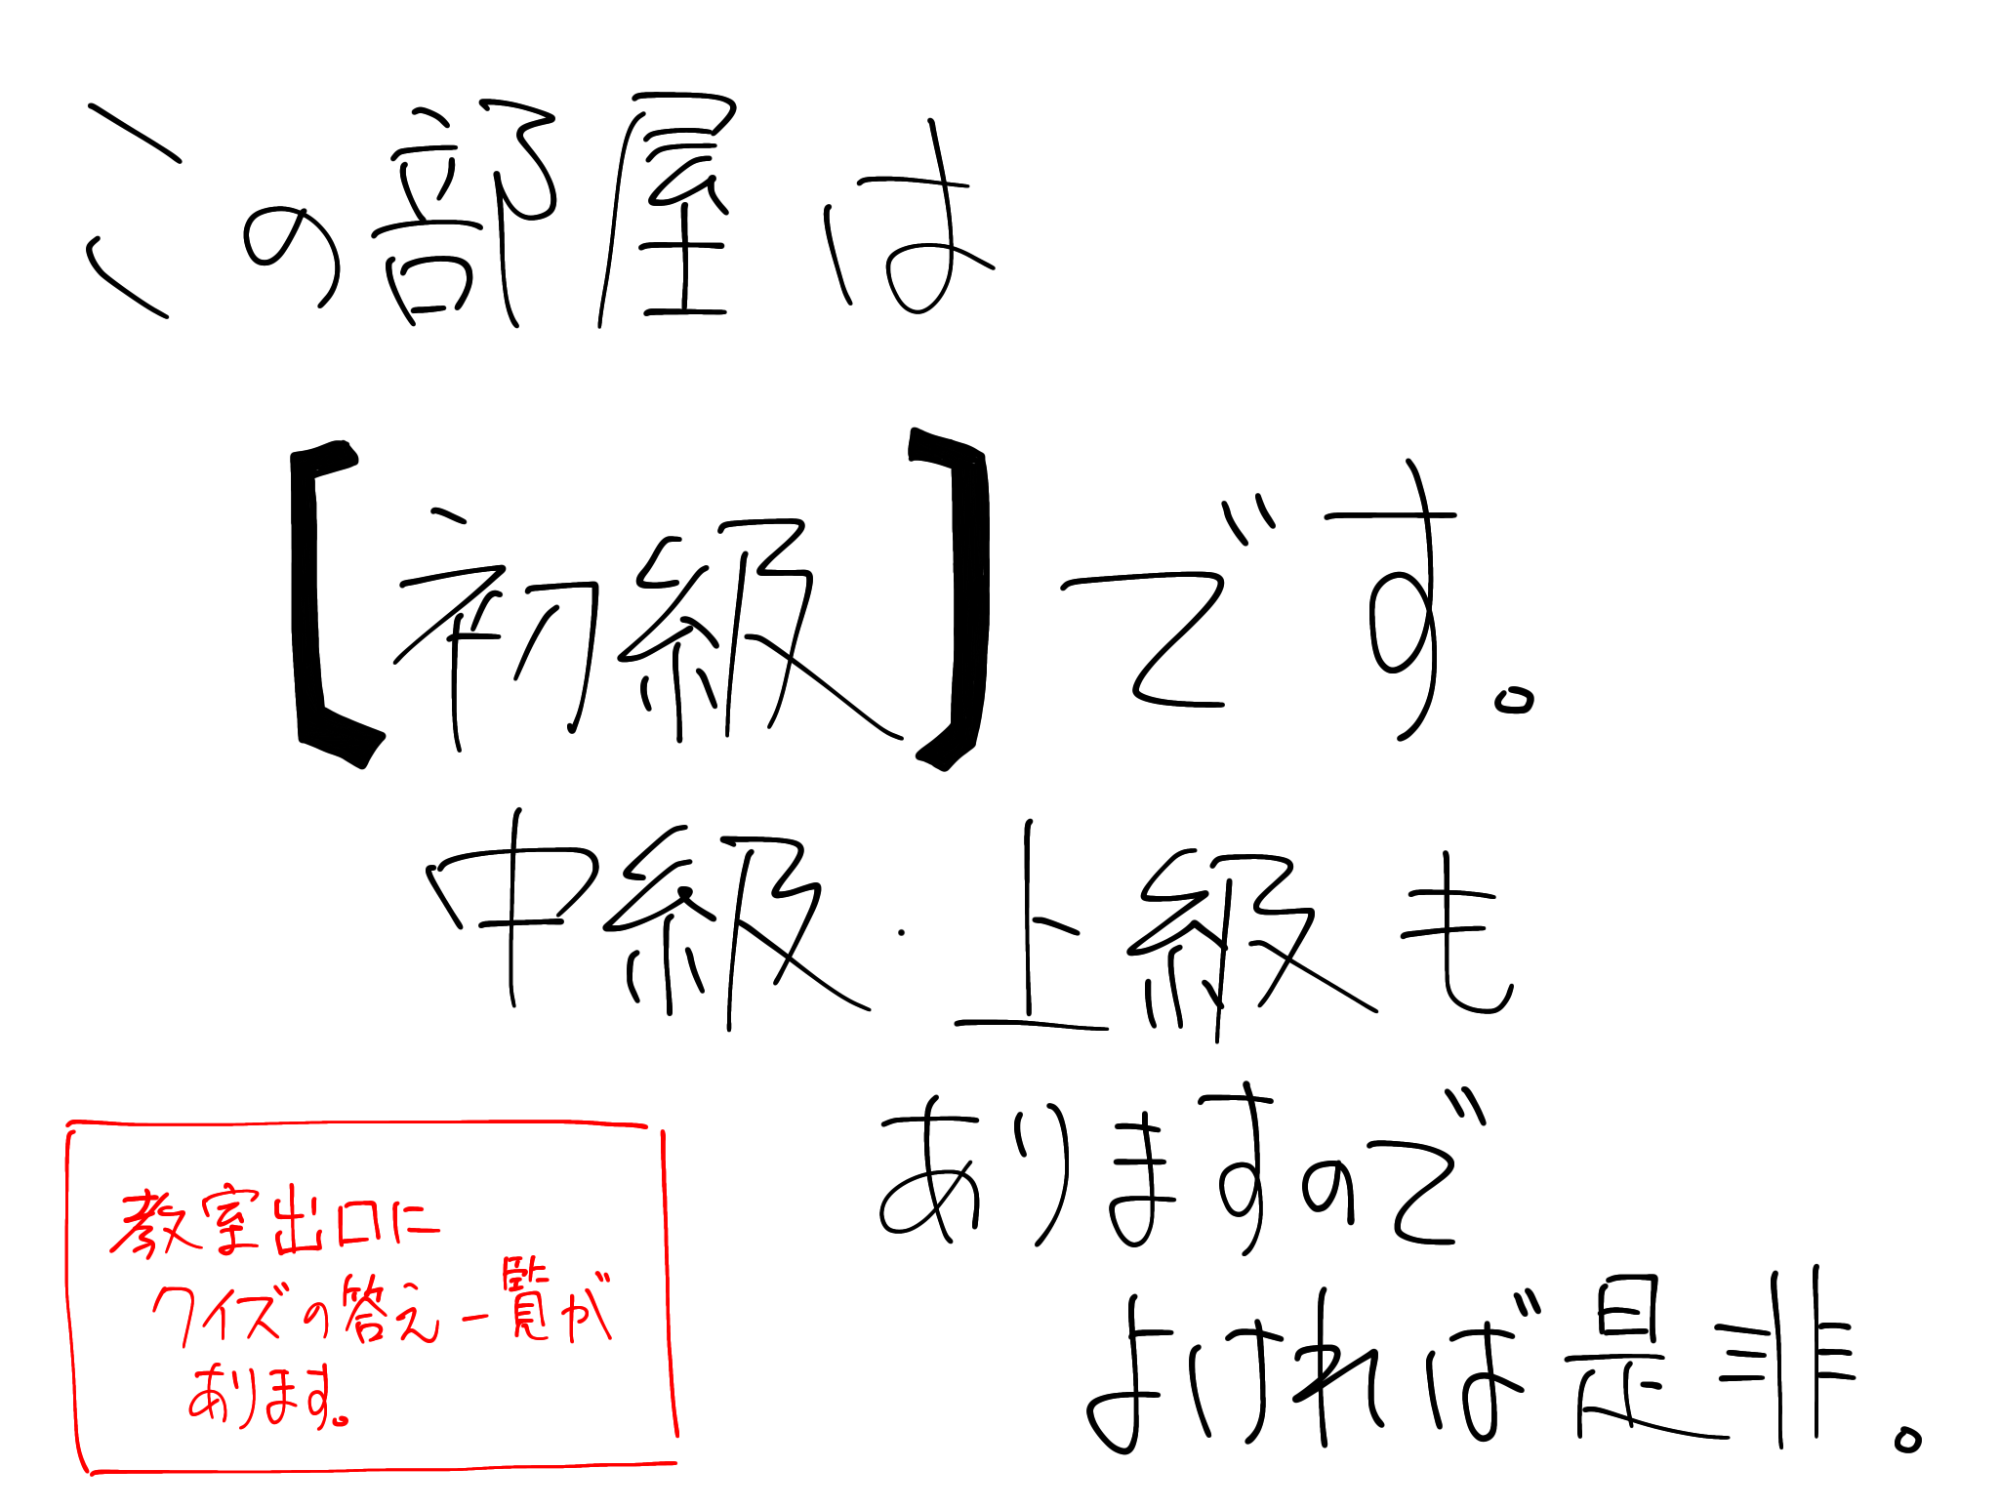 この部屋は
[初級]です。
中級・上級も
ありますので
よければ是非。
教室出口に
クイズの答え一覧が
あります。